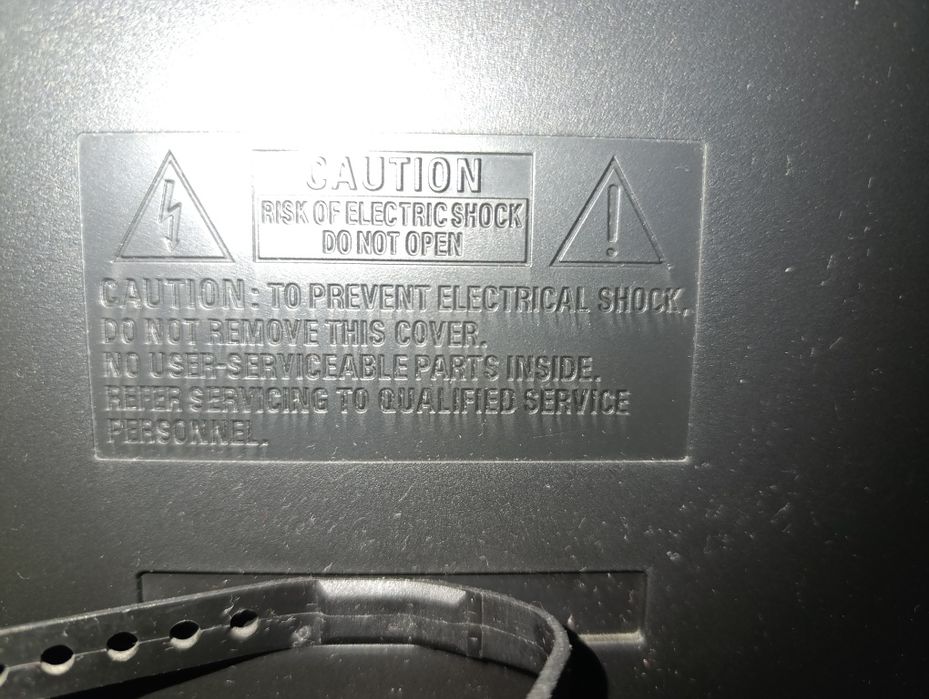 CAUTION
RISK OF ELECTRIC SHOCK
DO NOT OPEN
CAUTION: TO PREVENT ELECTRICAL SHOCK,
DO NOT REMOVE THIS COVER.
NO USER-SERVICEABLE PARTS INSIDE.
REFER SERVICING TO QUALIFIED SERVICE
PERSONNEL.